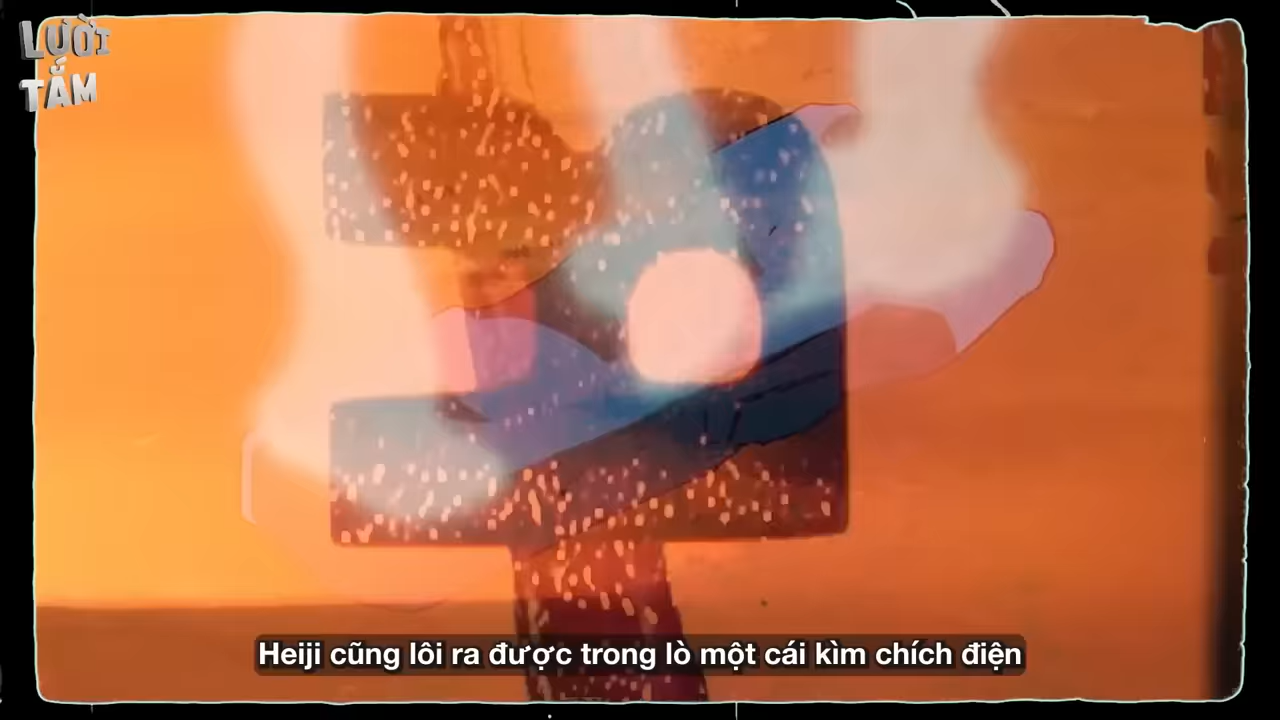 LƯỜI
TẮM
Heiji cũng lôi ra được trong lò một cái kìm chích điện